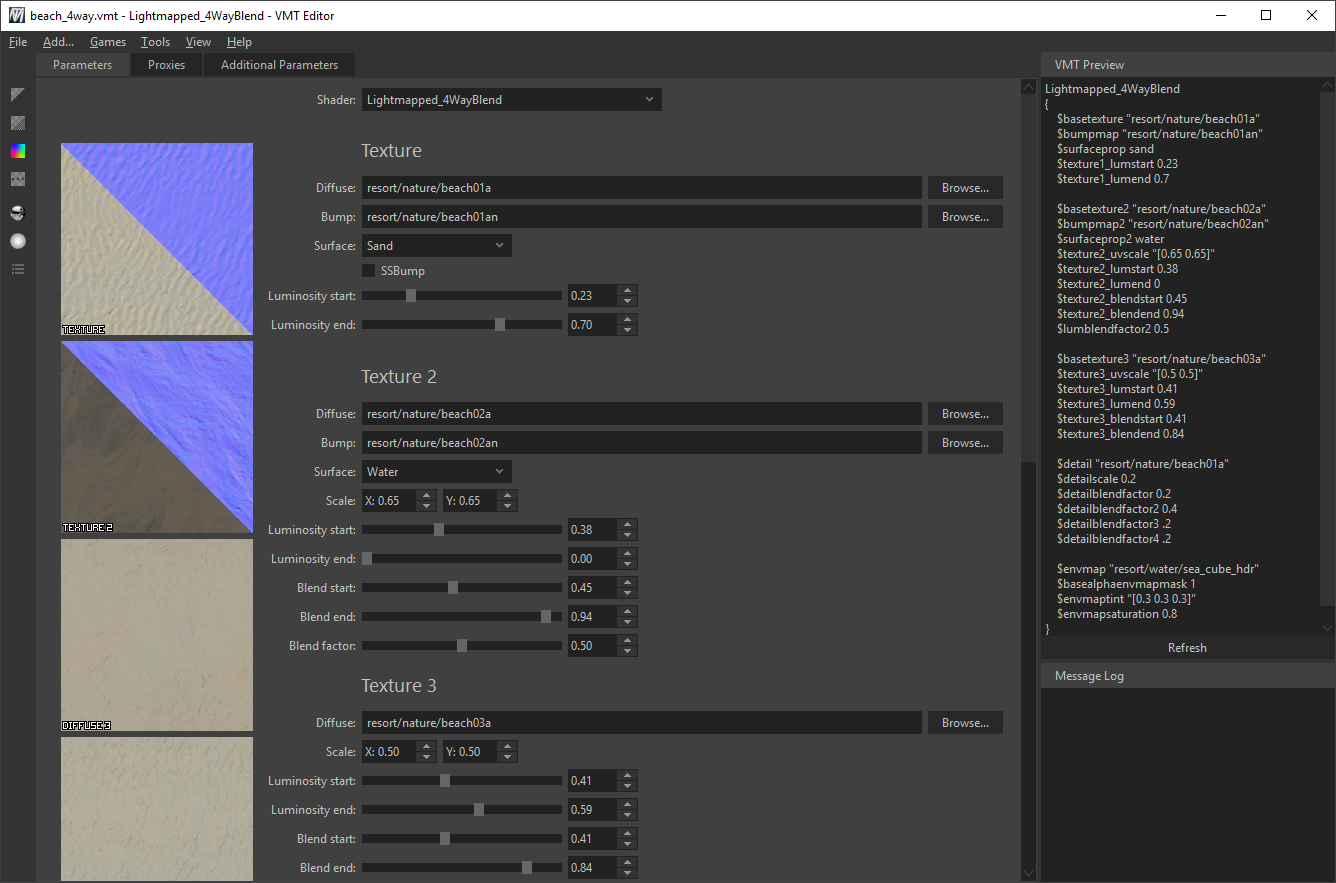 beach_4way.vmt - Lightmapped_4WayBlend - VMT Editor
File Add... Games Tools View Help
Parameters Proxies Additional Parameters
Shader: Lightmapped_4WayBlend
Texture
Diffuse: resort/nature/beach01a Browse...
Bump: resort/nature/beach01an Browse...
Surface: Sand
SSBump
Luminosity start: 0.23
Luminosity end: 0.70
TEXTURE
Texture 2
Diffuse: resort/nature/beach02a Browse...
Bump: resort/nature/beach02an Browse...
Surface: Water
Scale: X: 0.65 Y: 0.65
Luminosity start: 0.38
TEXTURE 2
Luminosity end: 0.00
Blend start: 0.45
Blend end: 0.94
Blend factor: 0.50
Texture 3
Diffuse: resort/nature/beach03a Browse...
DIFFUSE 3
Scale: X: 0.50 Y: 0.50
Luminosity start: 0.41
Luminosity end: 0.59
Blend start: 0.41
Blend end: 0.84
VMT Preview
Lightmapped_4WayBlend
{
$basetexture "resort/nature/beach01a"
$bumpmap "resort/nature/beach01an"
$surfaceprop sand
$texture1_lumstart 0.23
$texture1_lumend 0.7
$basetexture2 "resort/nature/beach02a"
$bumpmap2 "resort/nature/beach02an"
$surfaceprop2 water
$texture2_uvscale "[0.65 0.65]"
$texture2_lumstart 0.38
$texture2_lumend 0
$texture2_blendstart 0.45
$texture2_blendend 0.94
$lumblendfactor2 0.5
$basetexture3 "resort/nature/beach03a"
$texture3_uvscale "[0.5 0.5]"
$texture3_lumstart 0.41
$texture3_lumend 0.59
$texture3_blendstart 0.41
$texture3_blendend 0.84
$detail "resort/nature/beach01a"
$detailscale 0.2
$detailblendfactor 0.2
$detailblendfactor2 0.4
$detailblendfactor3 .2
$detailblendfactor4 .2
$envmap "resort/water/sea_cube_hdr"
$basealphaenvmapmask 1
$envmaptint "[0.3 0.3 0.3]"
$envmapsaturation 0.8
}
Refresh
Message Log